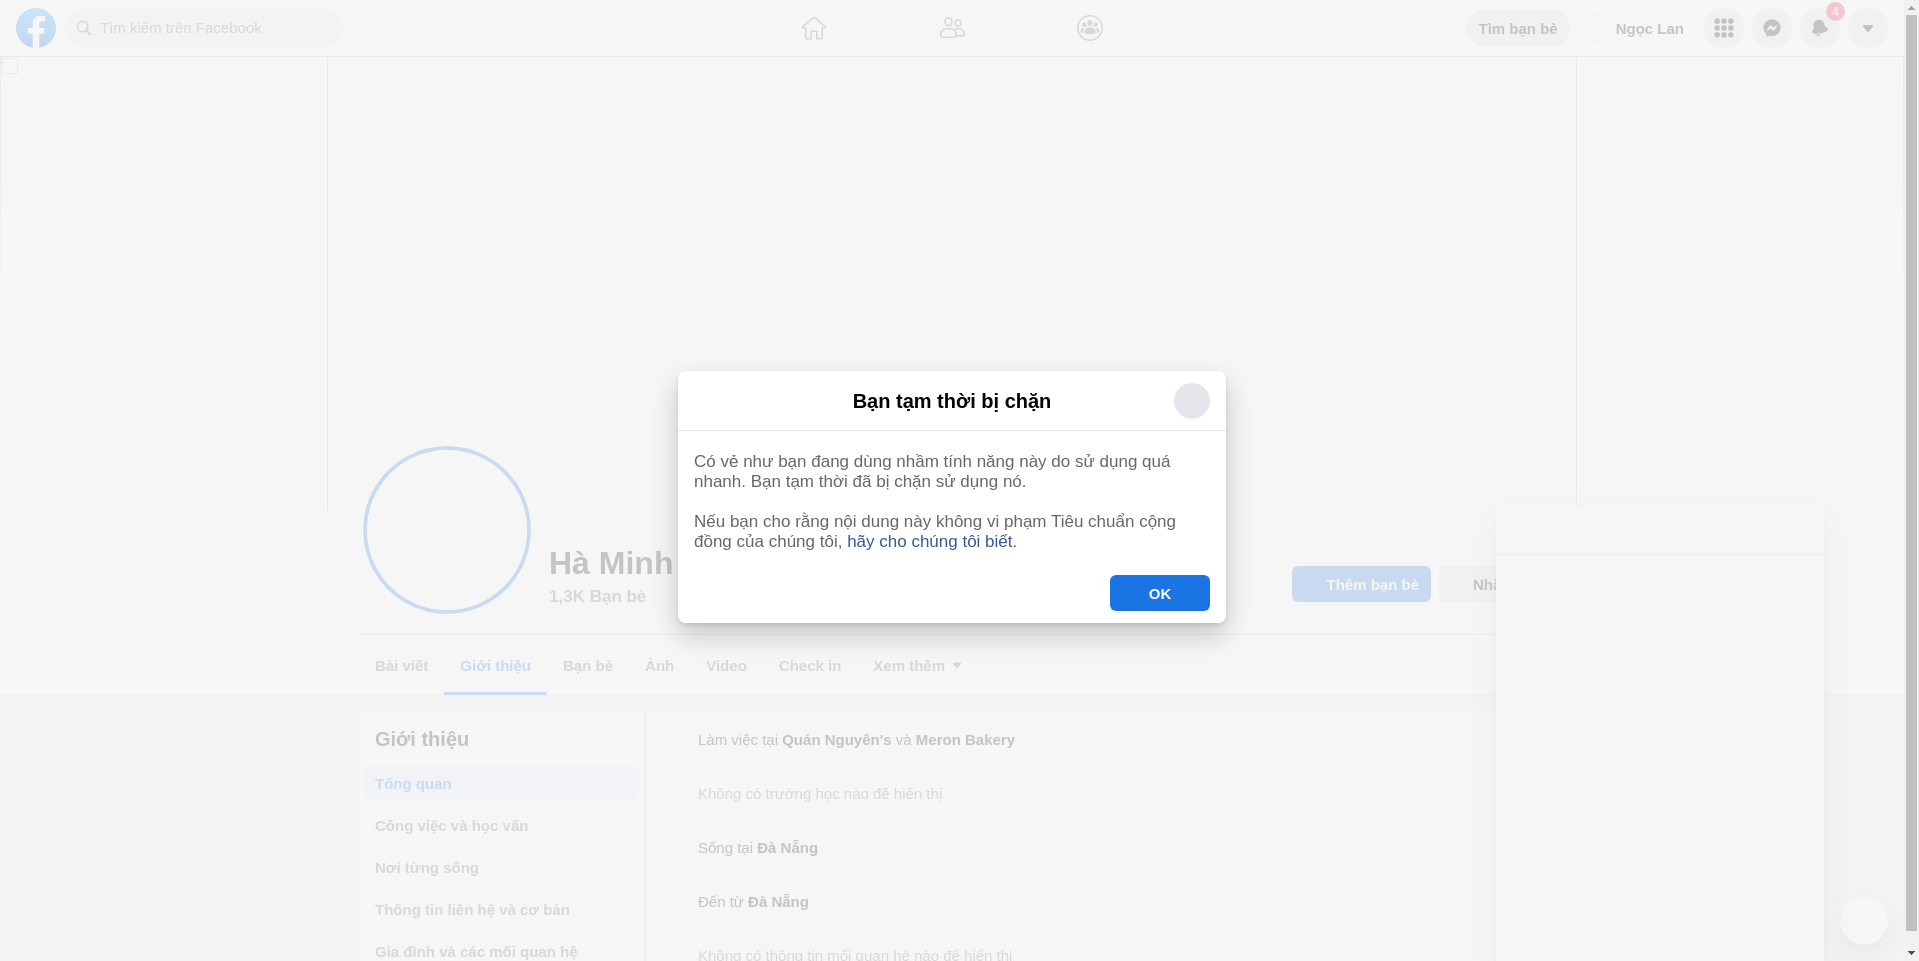 Tìm kiếm trên Facebook
Tìm bạn bè
Ngọc Lan
4
Bạn tạm thời bị chặn
Có vẻ như bạn đang dùng nhầm tính năng này do sử dụng quá
nhanh. Bạn tạm thời đã bị chặn sử dụng nó.
Nếu bạn cho rằng nội dung này không vi phạm Tiêu chuẩn cộng
đồng của chúng tôi, hãy cho chúng tôi biết.
OK
Hà Minh
1,3K Bạn bè
Thêm bạn bè
Bài viết
Giới thiệu
Bạn bè
Ảnh
Video
Check in
Xem thêm
Giới thiệu
Tổng quan
Công việc và học vấn
Nơi từng sống
Thông tin liên hệ và cơ bản
Gia đình và các mối quan hệ
Làm việc tại Quán Nguyên's và Meron Bakery
Không có trường học nào để hiển thị
Sống tại Đà Nẵng
Đến từ Đà Nẵng
Không có thông tin mối quan hệ nào để hiển thị